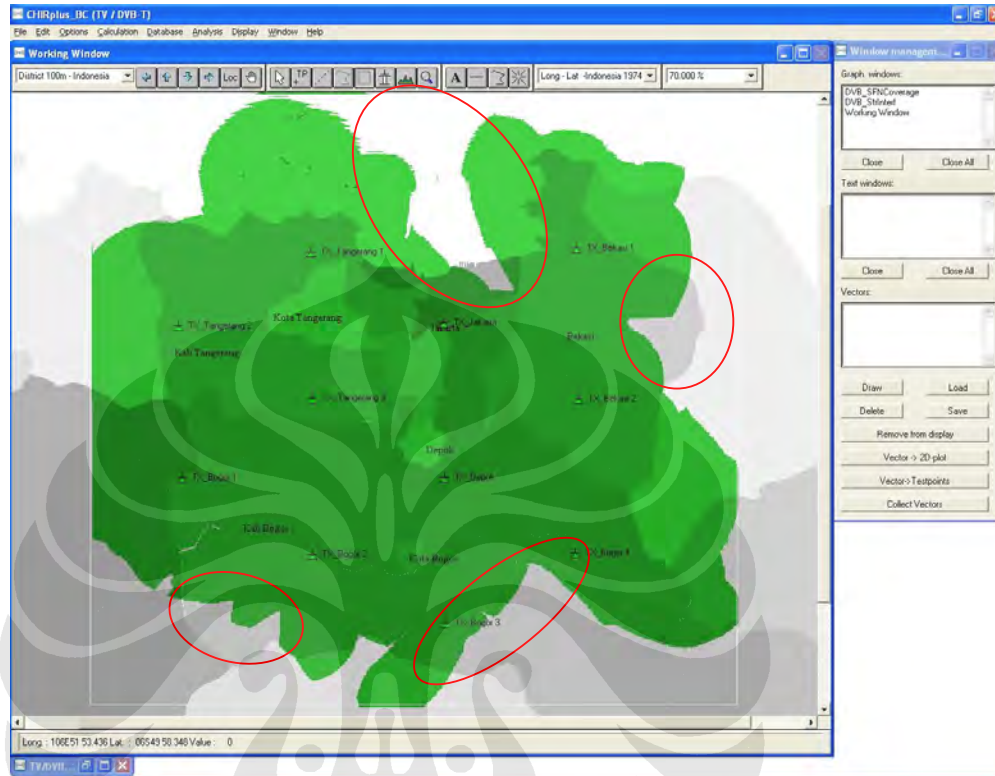 CHIRplus_BC (TV / DVB-T)
File Edit Options Calculation Database Analysis Display Window Help
Working Window
District 100m - Indonesia
Loc
TP
A
Long - Lat -Indonesia 1974
70.000 %
Window managem...
Graph. windows:
DVB_SFNCoverage
DVB_StrInted
Working Window
Close Close All
Text windows:
Close Close All
Vectors:
Draw Load
Delete Save
Remove from display
Vector -> 2D-plot
Vector->Testpoints
Collect Vectors
TX_Tangerang 1
TX_Bekasi 1
Kota Tangerang
TX_Tangerang 2
Jakarta
Bekasi
Kab Tangerang
TX_Tangerang 3
TX_Bekasi 2
Depok
TX_Bogor 1
TX_Depok
Kab Bogor
TX_Bogor 2
Kota Bogor
TX_Bogor 4
TX_Bogor 3
Long. : 106E51 53.436 Lat. : 06S49 58.348 Value : 0
TV/DVB...